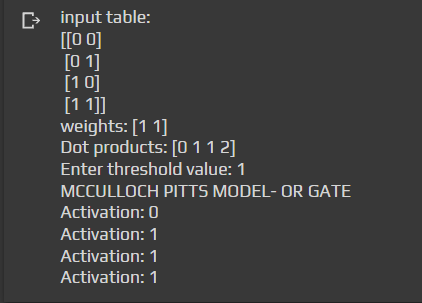 input table:
[[0 0]
[0 1]
[1 0]
[1 1]]
weights: [1 1]
Dot products: [0 1 1 2]
Enter threshold value: 1
MCCULLOCH PITTS MODEL- OR GATE
Activation: 0
Activation: 1
Activation: 1
Activation: 1